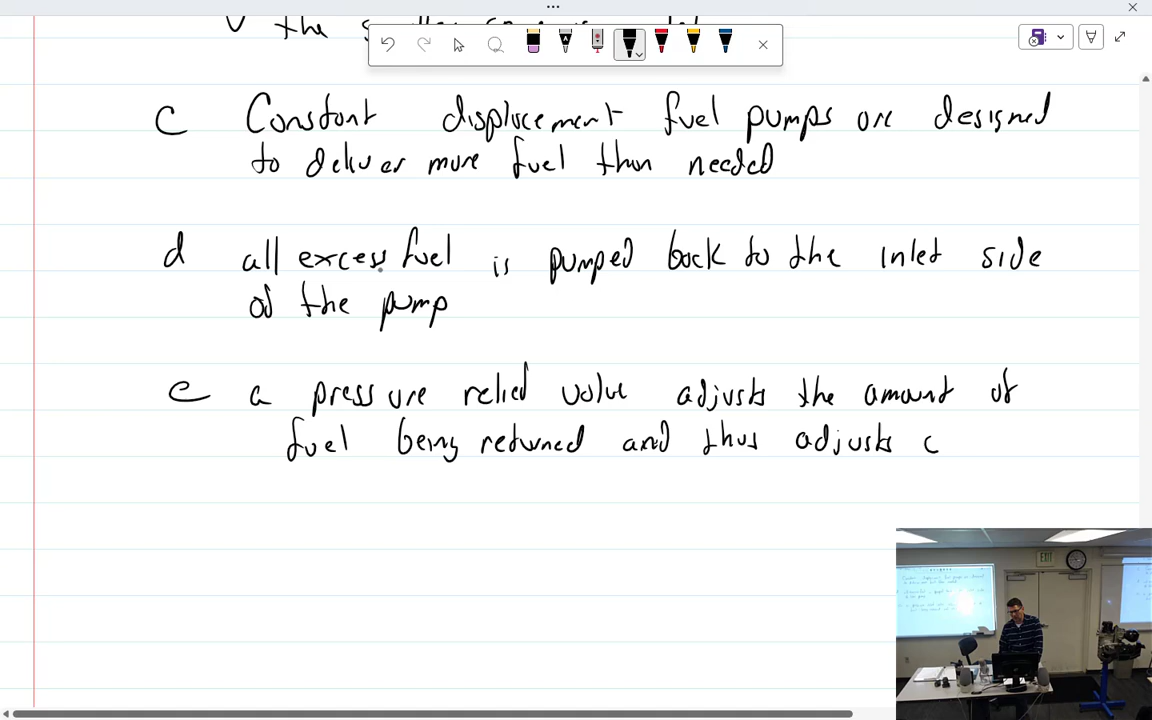 the
c Constant displacement fuel pumps are designed
to deliver more fuel than needed
d all excess fuel is pumped back to the inlet side
of the pump
e a pressure relief valve adjusts the amount of
fuel being returned and thus adjusts
EXIT